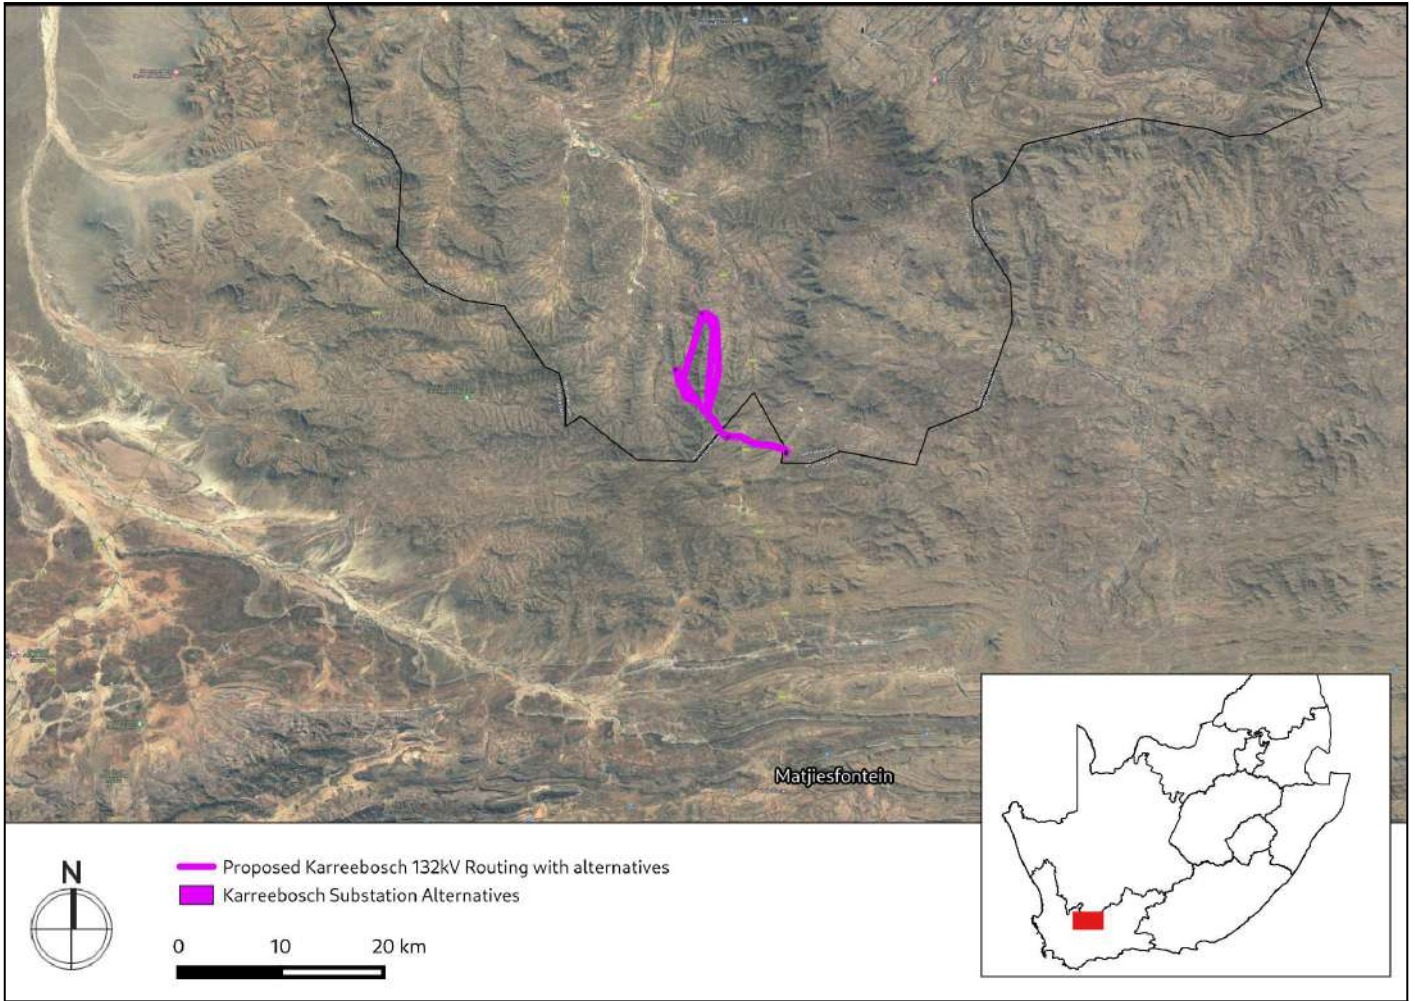 Matjiesfontein
N
Proposed Karreebosch 132kV Routing with alternatives
Karreebosch Substation Alternatives
0 10 20 km